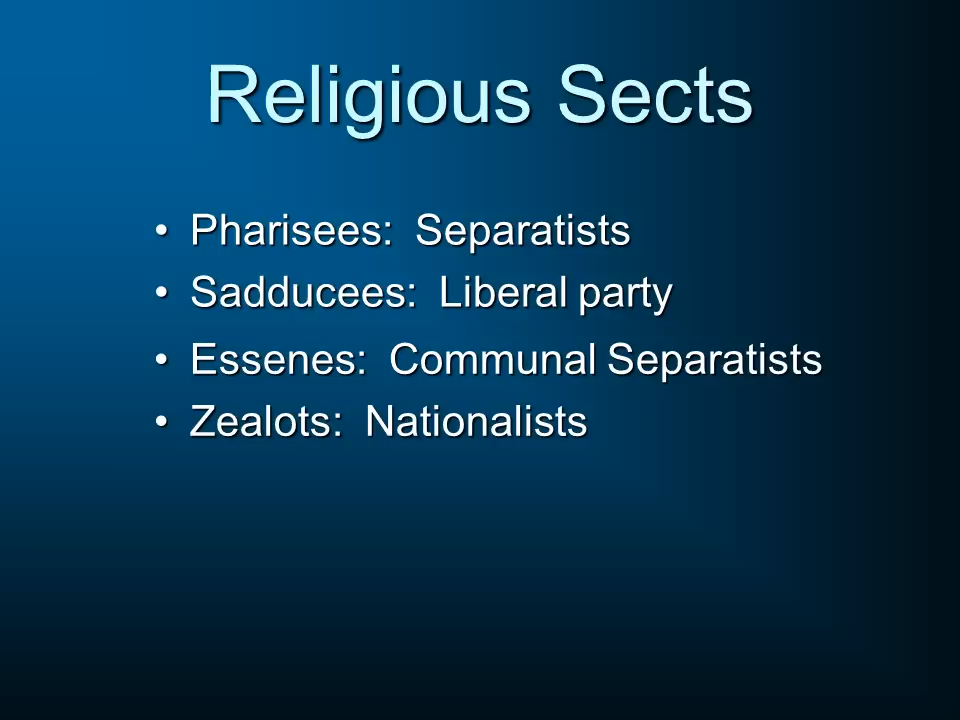 Religious Sects
• Pharisees:  Separatists
• Sadducees:  Liberal party
• Essenes:  Communal Separatists
• Zealots:  Nationalists